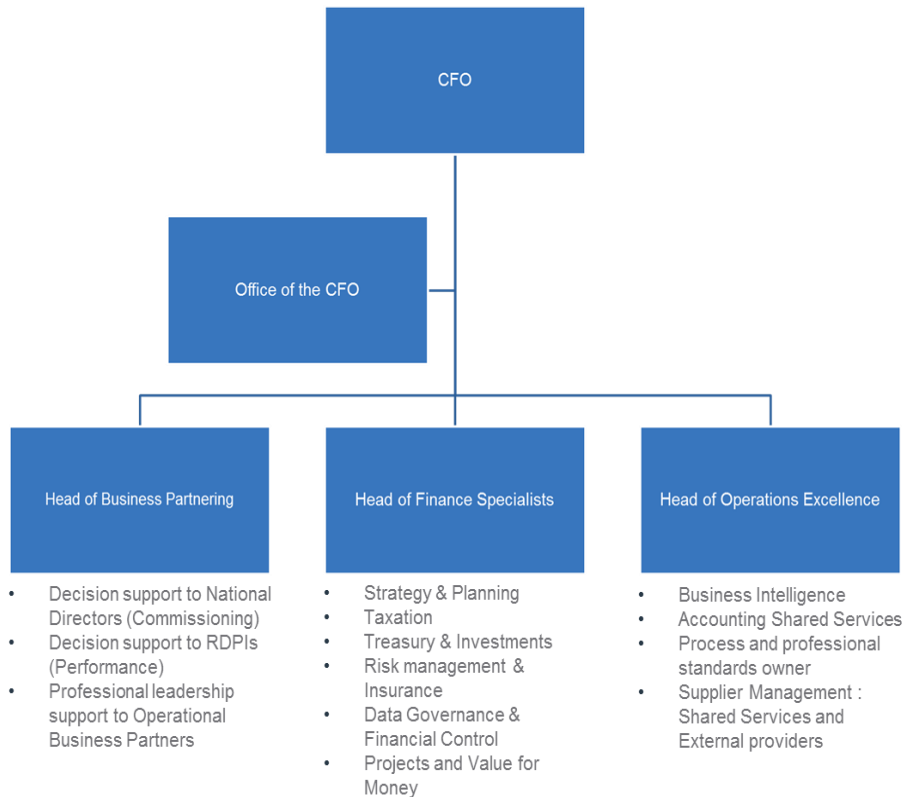 CFO
Office of the CFO
Head of Business Partnering
• Decision support to National
Directors (Commissioning)
• Decision support to RDPIs
(Performance)
• Professional leadership
support to Operational
Business Partners
Head of Finance Specialists
• Strategy & Planning
• Taxation
• Treasury & Investments
• Risk management &
Insurance
• Data Governance &
Financial Control
• Projects and Value for
Money
Head of Operations Excellence
• Business Intelligence
• Accounting Shared Services
• Process and professional
standards owner
• Supplier Management :
Shared Services and
External providers